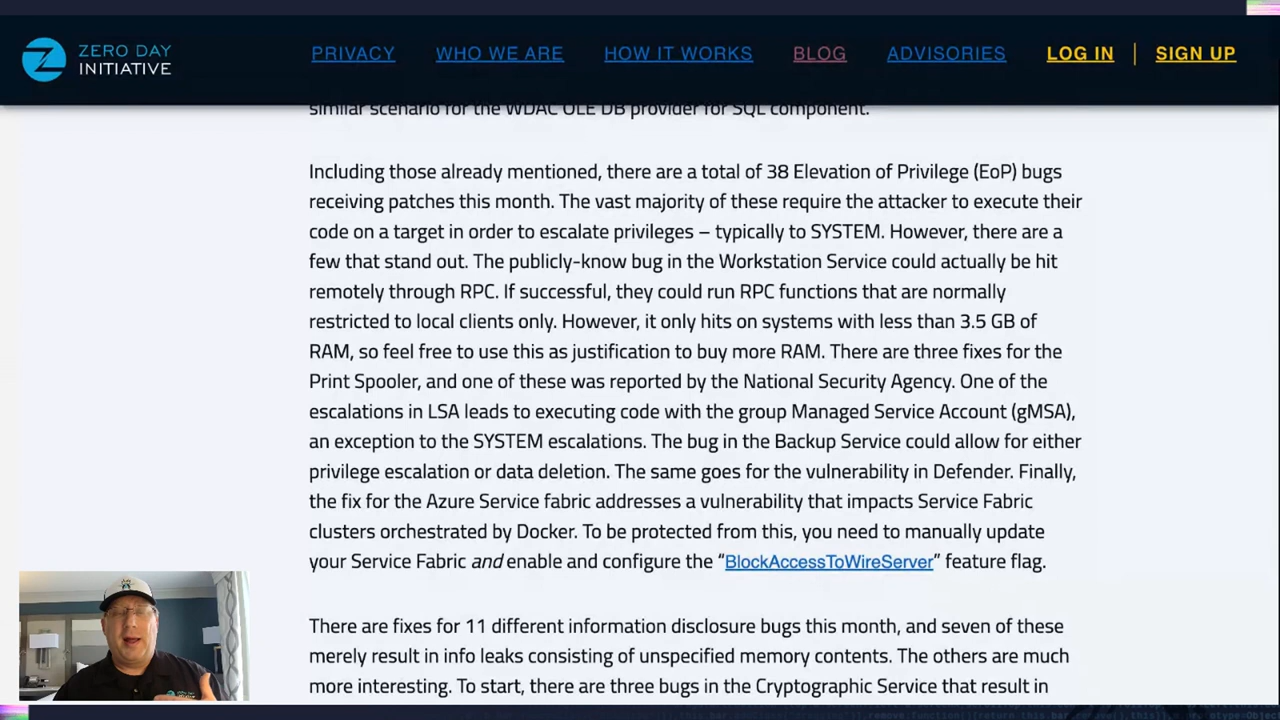 ZERO DAY
INITIATIVE
PRIVACY
WHO WE ARE
HOW IT WORKS
BLOG
ADVISORIES
LOG IN
SIGN UP
similar scenario for the WDAC OLE DB provider for SQL component.
Including those already mentioned, there are a total of 38 Elevation of Privilege (EoP) bugs
receiving patches this month. The vast majority of these require the attacker to execute their
code on a target in order to escalate privileges – typically to SYSTEM. However, there are a
few that stand out. The publicly-know bug in the Workstation Service could actually be hit
remotely through RPC. If successful, they could run RPC functions that are normally
restricted to local clients only. However, it only hits on systems with less than 3.5 GB of
RAM, so feel free to use this as justification to buy more RAM. There are three fixes for the
Print Spooler, and one of these was reported by the National Security Agency. One of the
escalations in LSA leads to executing code with the group Managed Service Account (gMSA),
an exception to the SYSTEM escalations. The bug in the Backup Service could allow for either
privilege escalation or data deletion. The same goes for the vulnerability in Defender. Finally,
the fix for the Azure Service fabric addresses a vulnerability that impacts Service Fabric
clusters orchestrated by Docker. To be protected from this, you need to manually update
your Service Fabric and enable and configure the “BlockAccessToWireServer” feature flag.
There are fixes for 11 different information disclosure bugs this month, and seven of these
merely result in info leaks consisting of unspecified memory contents. The others are much
more interesting. To start, there are three bugs in the Cryptographic Service that result in